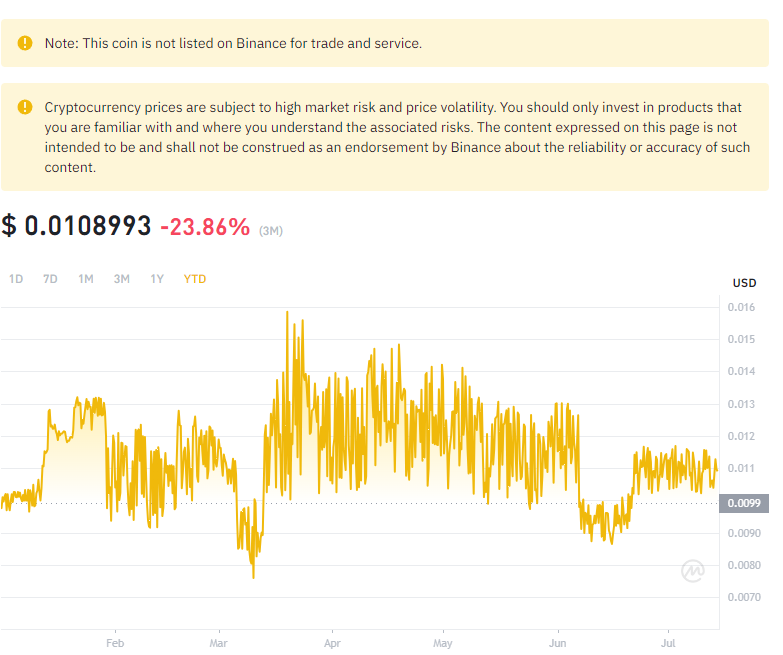 Note: This coin is not listed on Binance for trade and service.
Cryptocurrency prices are subject to high market risk and price volatility. You should only invest in products that
you are familiar with and where you understand the associated risks. The content expressed on this page is not
intended to be and shall not be construed as an endorsement by Binance about the reliability or accuracy of such
content.
$ 0.0108993 -23.86% (3M)
1D 7D 1M 3M 1Y YTD
USD
0.016
0.015
0.014
0.013
0.012
0.011
0.0099
0.0090
0.0080
0.0070
Feb Mar Apr May Jun Jul